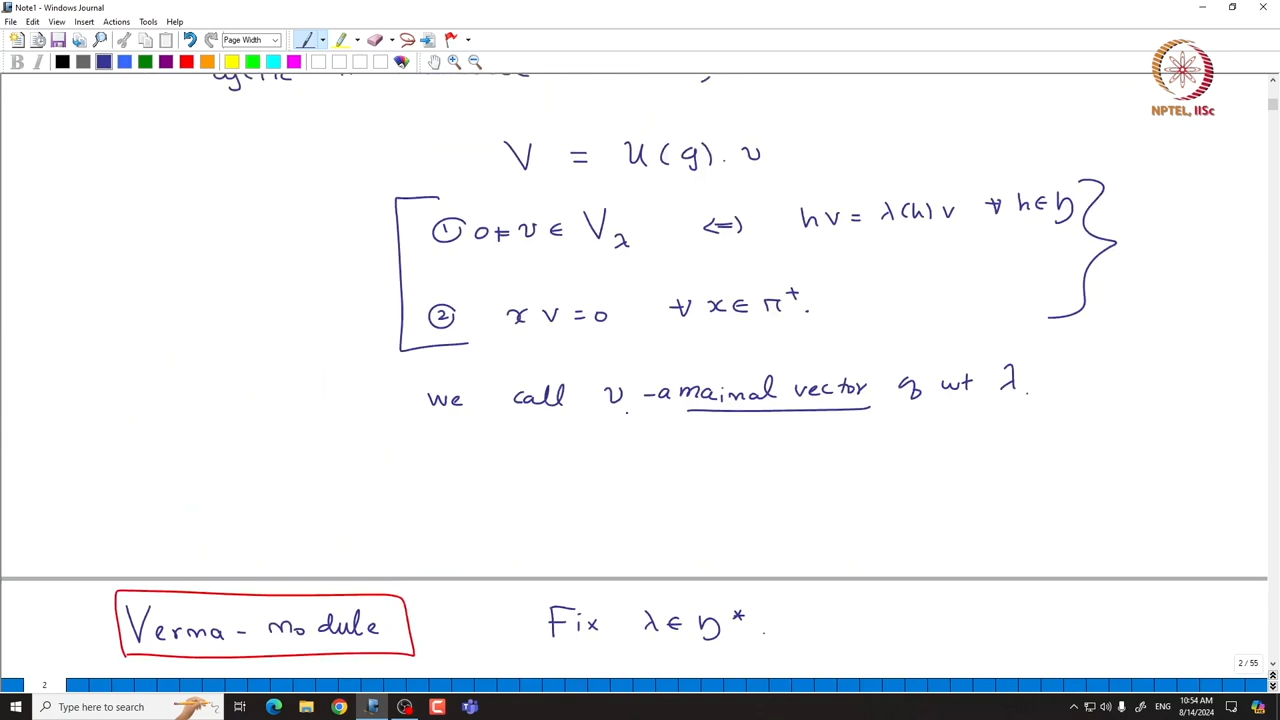 Note1 - Windows Journal
File Edit View Insert Actions Tools Help
Page Width
NPTEL, IISc
V = U(g). v
① 0 ≠ v ∈ V_λ <=> h v = λ(h) v ∀ h ∈ 𝔥
② x v = 0 ∀ x ∈ n⁺.
we call v - a mainal vector of wt λ.
Verma - module Fix λ ∈ 𝔥*.
2 / 55
2
Type here to search
ENG
10:54 AM
8/14/2024